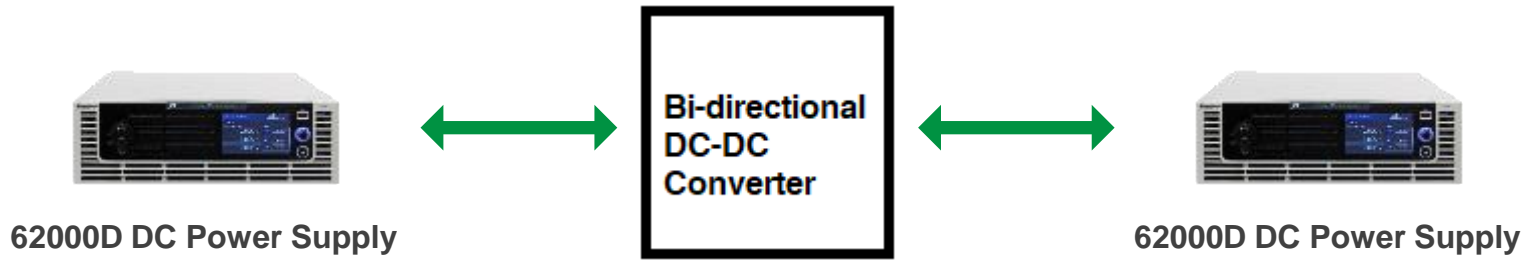 Bi-directional
DC-DC
Converter
62000D DC Power Supply
62000D DC Power Supply